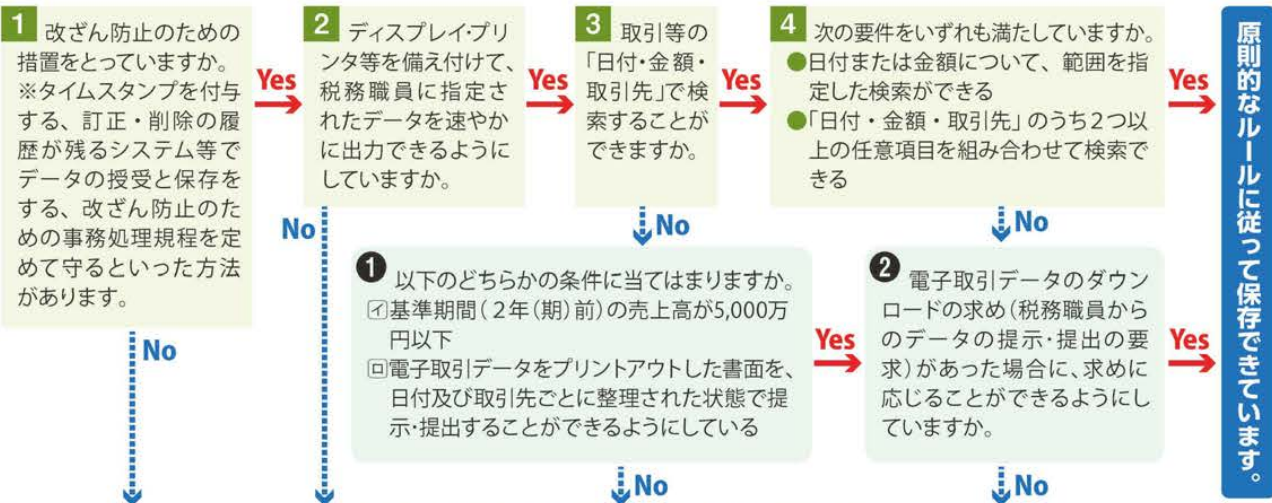 1 改ざん防止のための
措置をとっていますか。
※タイムスタンプを付与
する、訂正・削除の履
歴が残るシステム等で
データの授受と保存を
する、改ざん防止のた
めの事務処理規程を定
めて守るといった方法
があります。
Yes
No
2 ディスプレイ・プリ
ンタ等を備え付けて、
税務職員に指定さ
れたデータを速やか
に出力できるように
していますか。
Yes
No
3 取引等の
「日付・金額・
取引先」で検
索することが
できますか。
Yes
No
4 次の要件をいずれも満たしていますか。
●日付または金額について、範囲を指
定した検索ができる
●「日付・金額・取引先」のうち2つ以
上の任意項目を組み合わせて検索で
きる
Yes
No
❶ 以下のどちらかの条件に当てはまりますか。
イ基準期間(2年(期)前)の売上高が5,000万
円以下
ロ電子取引データをプリントアウトした書面を、
日付及び取引先ごとに整理された状態で提
示・提出することができるようにしている
Yes
No
❷ 電子取引データのダウン
ロードの求め(税務職員から
のデータの提示・提出の要
求)があった場合に、求めに
応じることができるようにし
ていますか。
Yes
No
原則的なルールに従って保存できています。